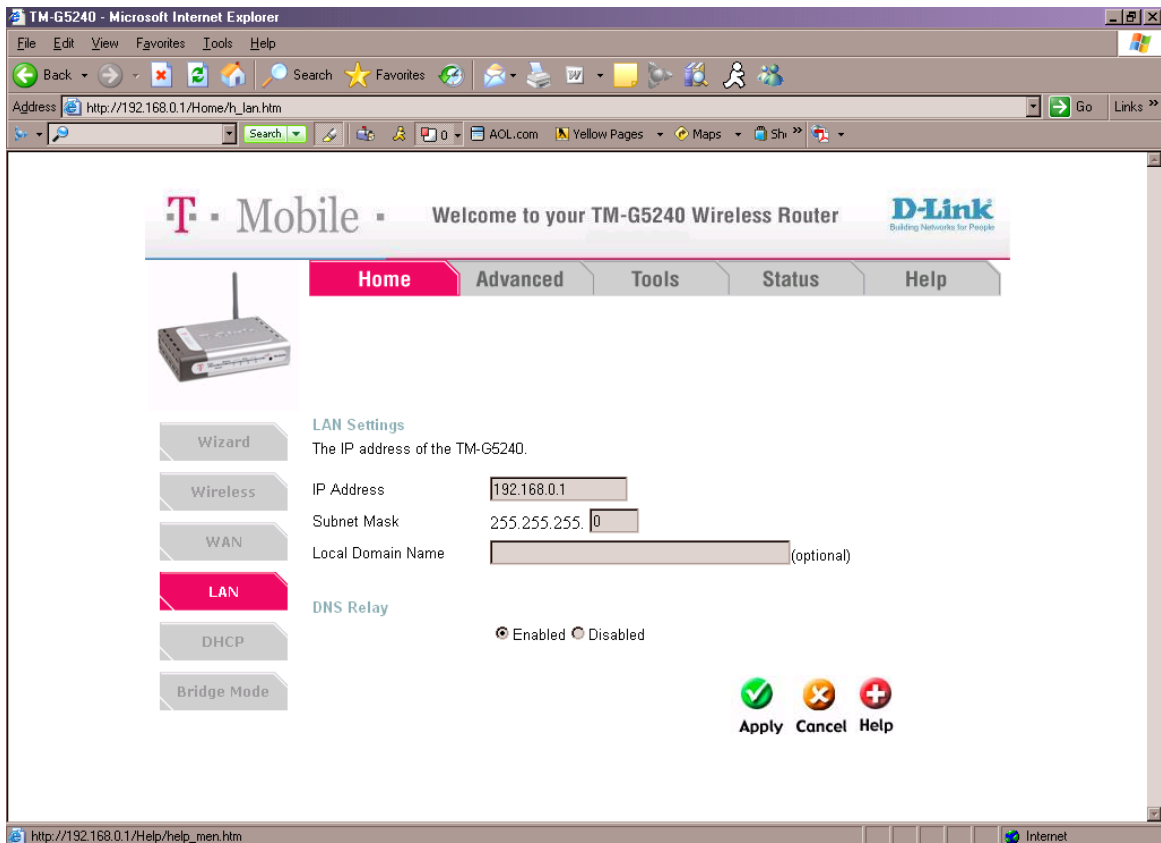 TM-G5240 - Microsoft Internet Explorer
File Edit View Favorites Tools Help
Back Search Favorites
Address http://192.168.0.1/Home/h_lan.htm Go Links »
Search 0 AOL.com Yellow Pages Maps Sh »
T · Mobile · Welcome to your TM-G5240 Wireless Router D-Link
Building Networks for People
Home Advanced Tools Status Help
Wizard
Wireless
WAN
LAN
DHCP
Bridge Mode
LAN Settings
The IP address of the TM-G5240.
IP Address 192.168.0.1
Subnet Mask 255.255.255. 0
Local Domain Name (optional)
DNS Relay
Enabled Disabled
Apply Cancel Help
http://192.168.0.1/Help/help_men.htm Internet